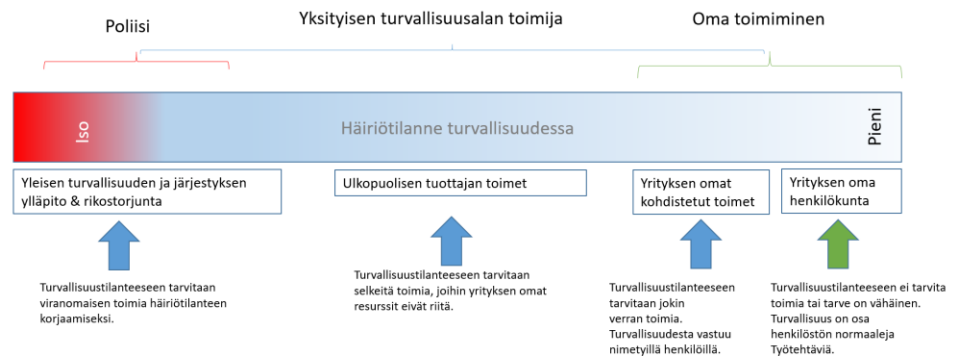 Poliisi
Yksityisen turvallisuusalan toimija
Oma toimiminen
Iso
Häiriötilanne turvallisuudessa
Pieni
Yleisen turvallisuuden ja järjestyksen
ylläpito & rikostorjunta
Ulkopuolisen tuottajan toimet
Yrityksen omat
kohdistetut toimet
Yrityksen oma
henkilökunta
Turvallisuustilanteeseen tarvitaan
viranomaisen toimia häiriötilanteen
korjaamiseksi.
Turvallisuustilanteeseen tarvitaan
selkeitä toimia, joihin yrityksen omat
resurssit eivät riitä.
Turvallisuustilanteeseen
tarvitaan jokin
verran toimia.
Turvallisuudesta vastuu
nimetyillä henkilöillä.
Turvallisuustilanteeseen ei tarvita
toimia tai tarve on vähäinen.
Turvallisuus on osa
henkilöstön normaaleja
Työtehtäviä.